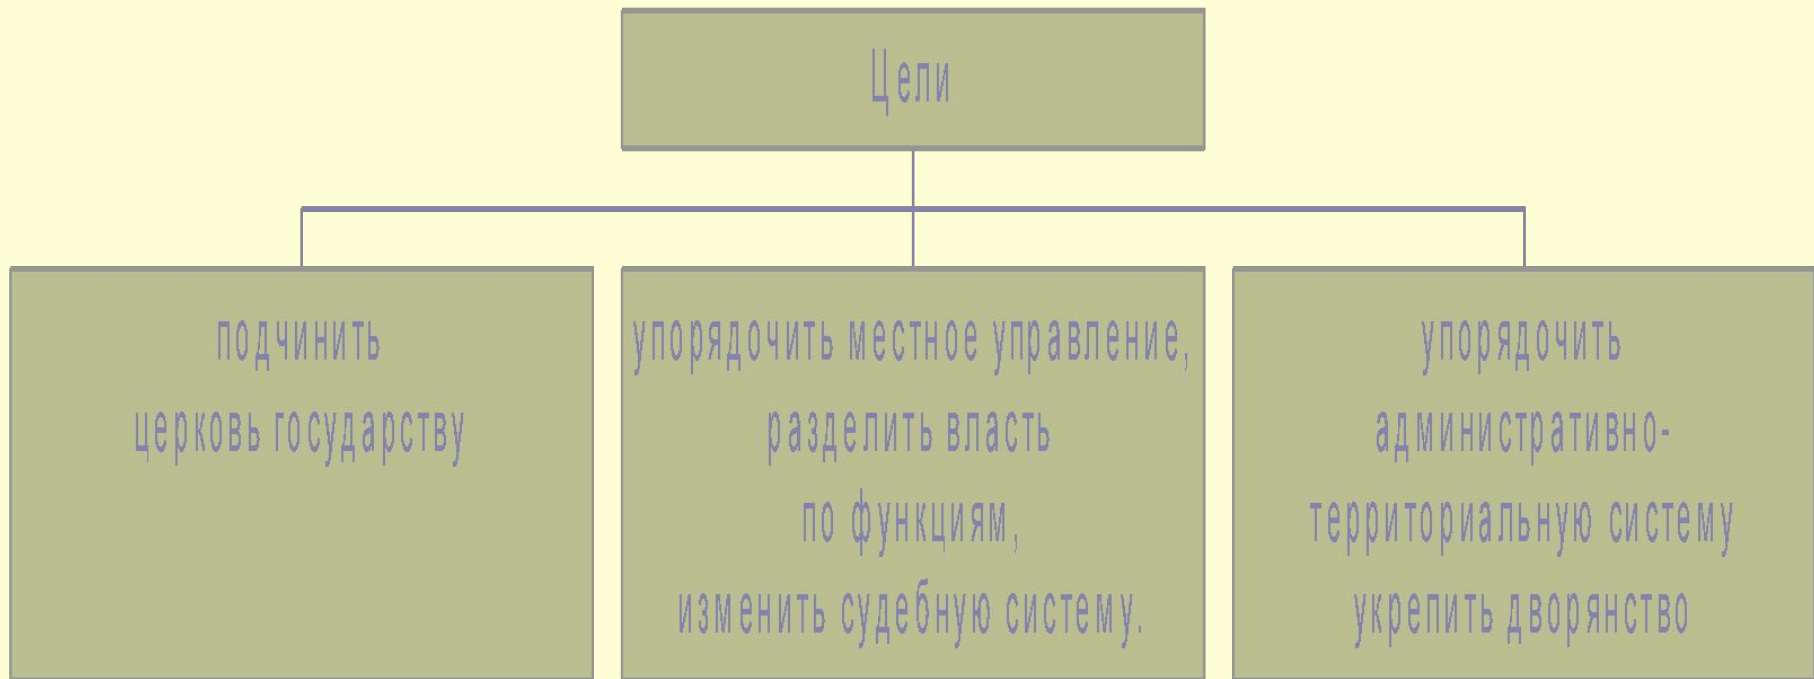 Цели
подчинить
церковь государству
упорядочить местное управление,
разделить власть
по функциям,
изменить судебную систему.
упорядочить
административно-
территориальную систему
укрепить дворянство